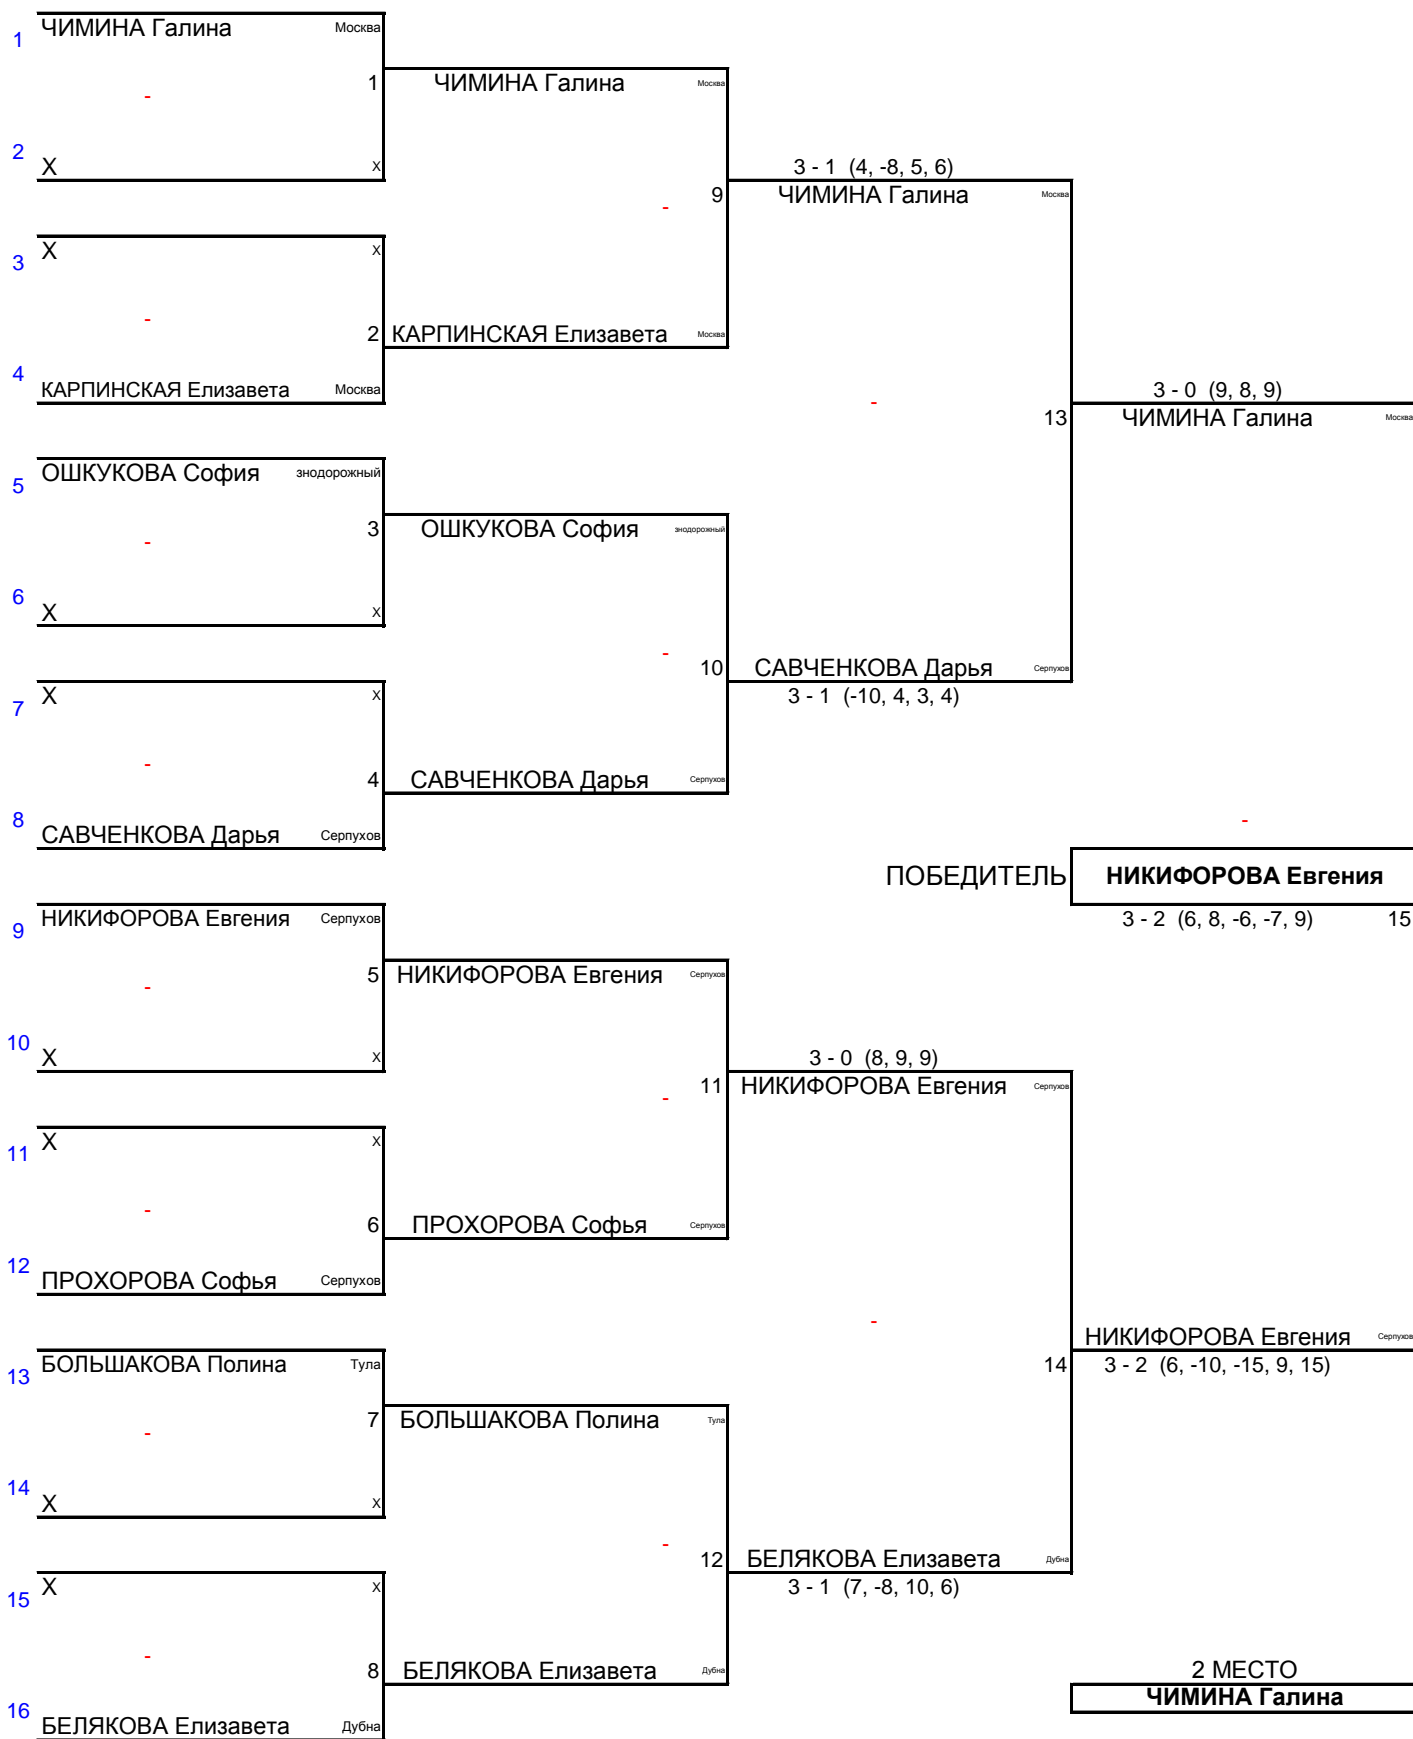 1 ЧИМИНА Галина Москва
1 ЧИМИНА Галина Москва
-
2 X X
3 - 1 (4, -8, 5, 6)
9 ЧИМИНА Галина Москва
-
3 X X
-
2 КАРПИНСКАЯ Елизавета Москва
4 КАРПИНСКАЯ Елизавета Москва
3 - 0 (9, 8, 9)
-
13 ЧИМИНА Галина Москва
5 ОШКУКОВА София знодорожный
3 ОШКУКОВА София знодорожный
-
6 X X
-
10 САВЧЕНКОВА Дарья Серпухов
7 X X
3 - 1 (-10, 4, 3, 4)
-
4 САВЧЕНКОВА Дарья Серпухов
8 САВЧЕНКОВА Дарья Серпухов
-
ПОБЕДИТЕЛЬ НИКИФОРОВА Евгения
9 НИКИФОРОВА Евгения Серпухов
3 - 2 (6, 8, -6, -7, 9) 15
5 НИКИФОРОВА Евгения Серпухов
-
10 X X
3 - 0 (8, 9, 9)
11 НИКИФОРОВА Евгения Серпухов
-
11 X X
-
6 ПРОХОРОВА Софья Серпухов
12 ПРОХОРОВА Софья Серпухов
-
НИКИФОРОВА Евгения Серпухов
13 БОЛЬШАКОВА Полина Тула
14 3 - 2 (6, -10, -15, 9, 15)
7 БОЛЬШАКОВА Полина Тула
-
14 X X
-
12 БЕЛЯКОВА Елизавета Дубна
15 X X
3 - 1 (7, -8, 10, 6)
-
8 БЕЛЯКОВА Елизавета Дубна
2 МЕСТО
ЧИМИНА Галина
16 БЕЛЯКОВА Елизавета Дубна